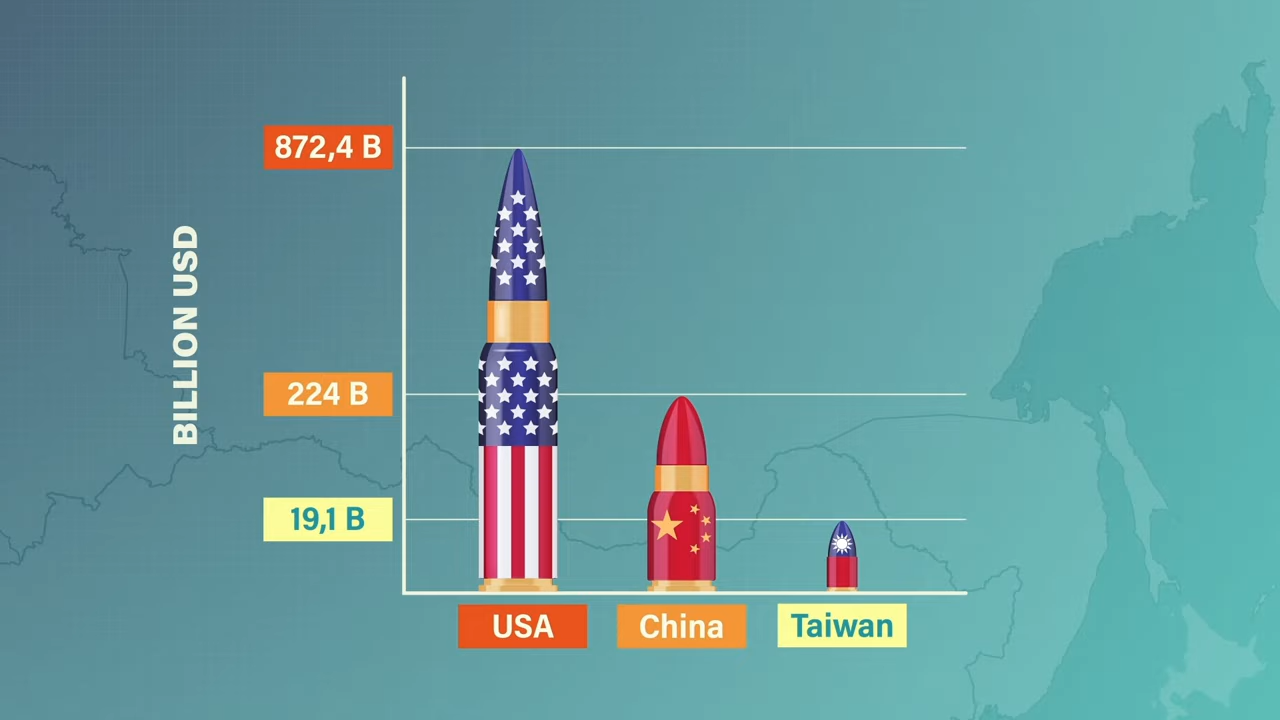 872,4 B
BILLION USD
224 B
19,1 B
USA
China
Taiwan